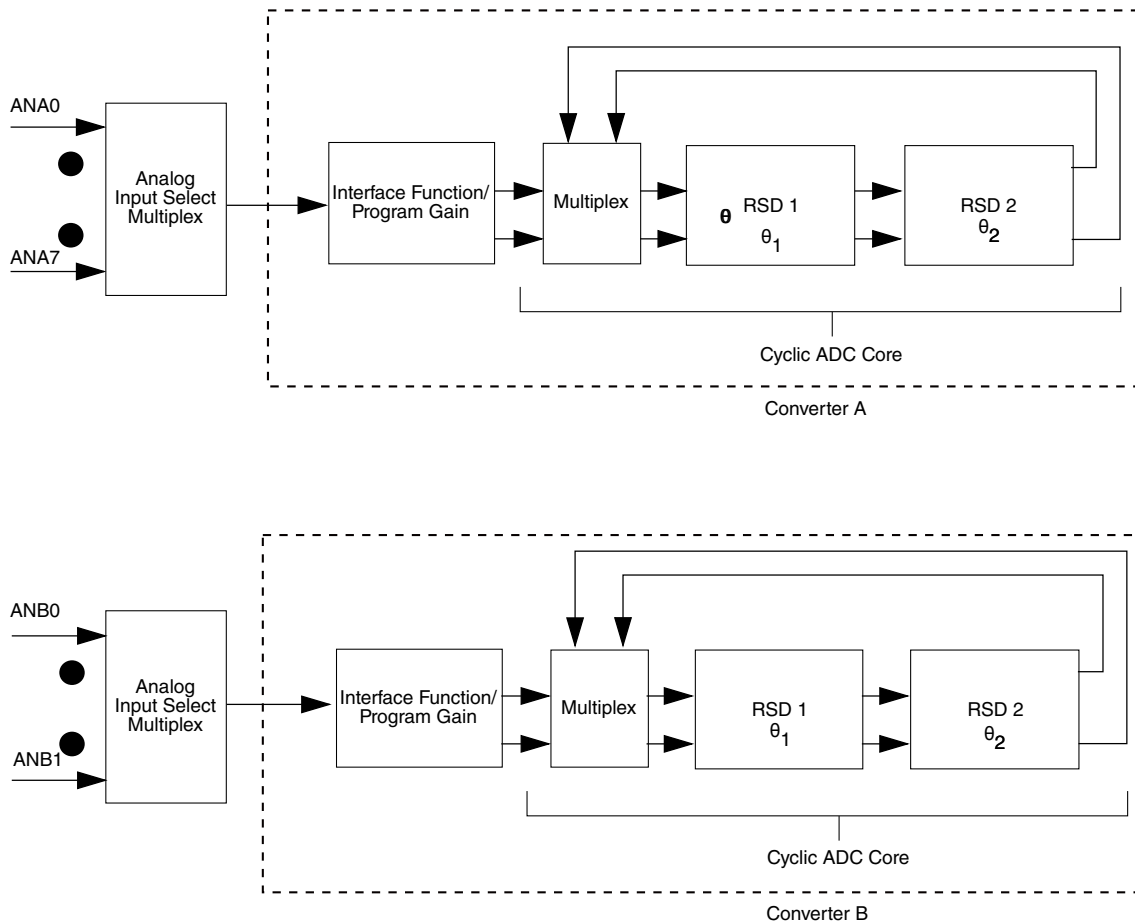 ANA0
ANA7
Analog
Input Select
Multiplex
Interface Function/
Program Gain
Multiplex
RSD 1
θ
θ1
RSD 2
θ2
Cyclic ADC Core
Converter A
ANB0
ANB1
Analog
Input Select
Multiplex
Interface Function/
Program Gain
Multiplex
RSD 1
θ1
RSD 2
θ2
Cyclic ADC Core
Converter B